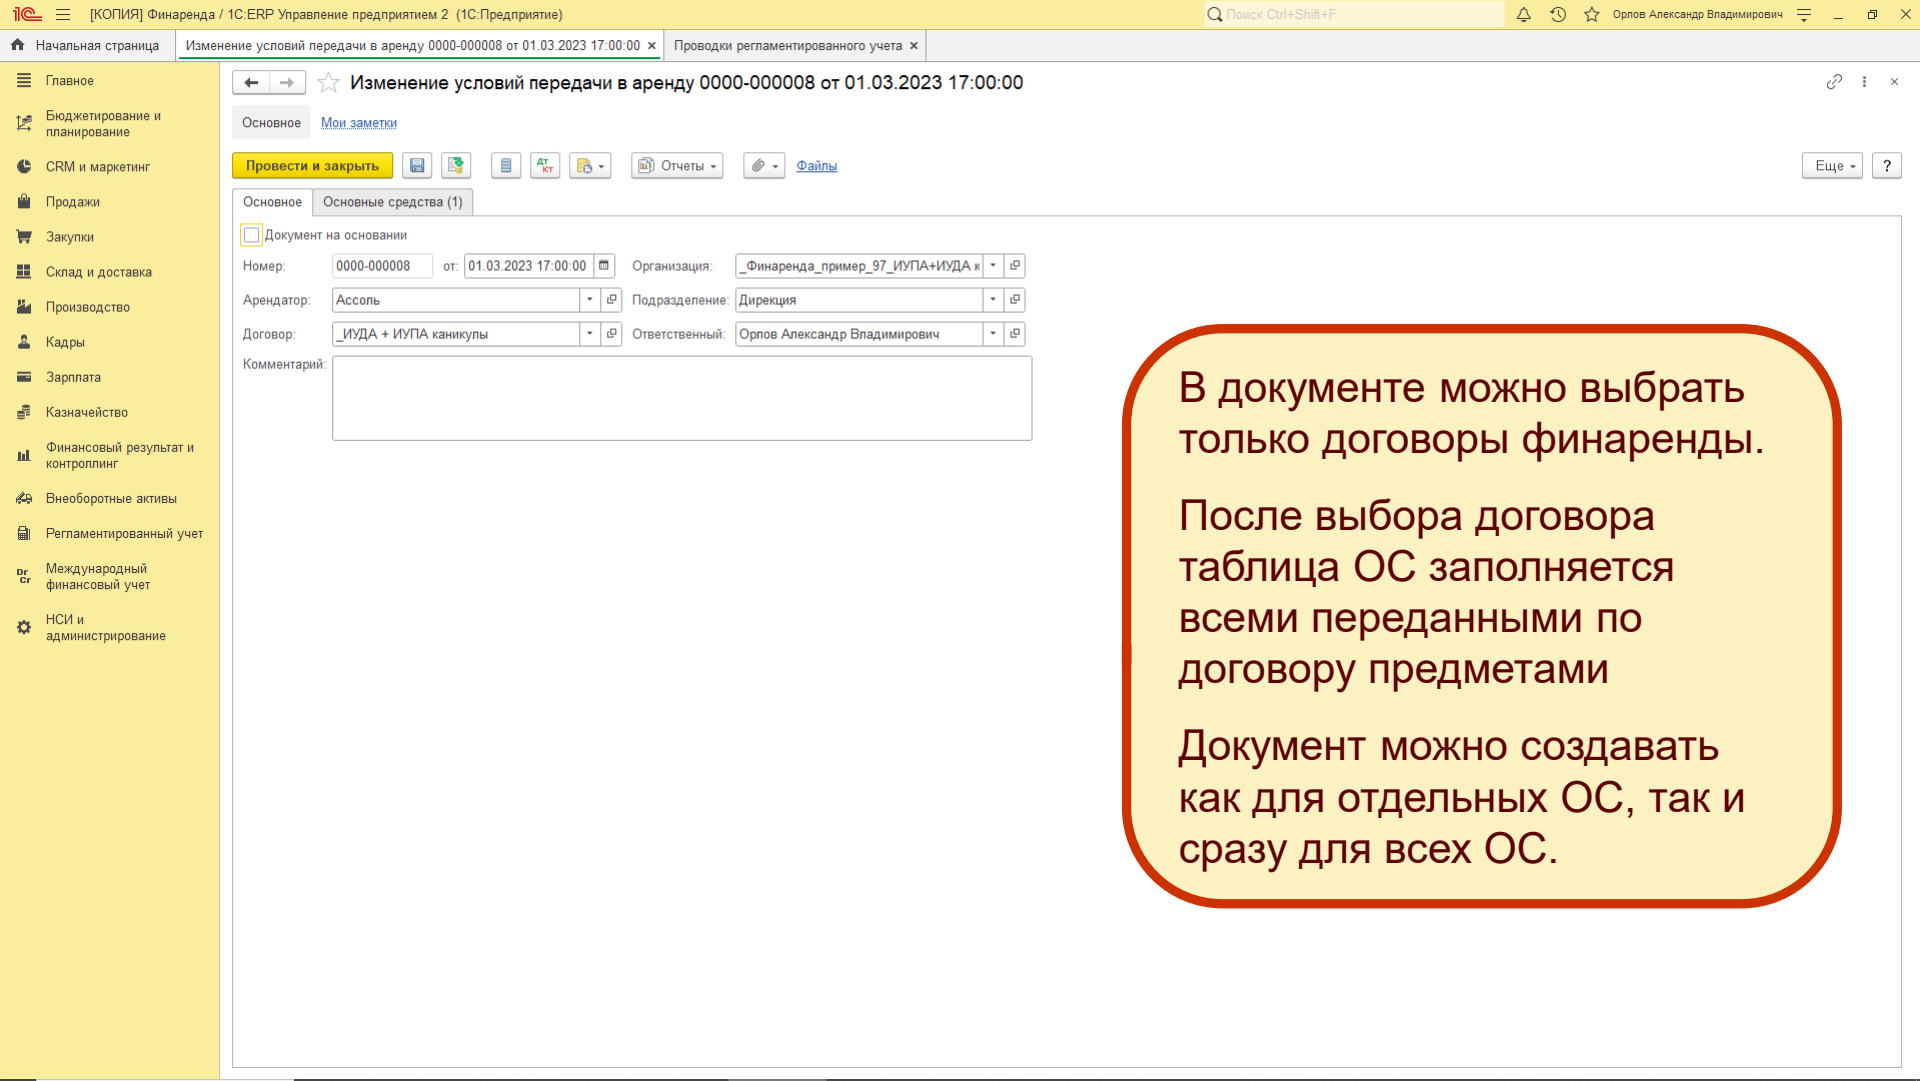 [КОПИЯ] Финаренда / 1С:ERP Управление предприятием 2 (1С:Предприятие)
Поиск Ctrl+Shift+F
Орлов Александр Владимирович
Начальная страница
Изменение условий передачи в аренду 0000-000008 от 01.03.2023 17:00:00 ×
Проводки регламентированного учета ×
Главное
Бюджетирование и
планирование
CRM и маркетинг
Продажи
Закупки
Склад и доставка
Производство
Кадры
Зарплата
Казначейство
Финансовый результат и
контроллинг
Внеоборотные активы
Регламентированный учет
Dr
Cr
Международный
финансовый учет
НСИ и
администрирование
Изменение условий передачи в аренду 0000-000008 от 01.03.2023 17:00:00
Основное Мои заметки
Провести и закрыть
Дт
Кт
Отчеты
Файлы
Еще
?
Основное Основные средства (1)
Документ на основании
Номер: 0000-000008 от: 01.03.2023 17:00:00 Организация: _Финаренда_пример_97_ИУПА+ИУДА к
Арендатор: Ассоль Подразделение: Дирекция
Договор: _ИУДА + ИУПА каникулы Ответственный: Орлов Александр Владимирович
Комментарий:
В документе можно выбрать
только договоры финаренды.
После выбора договора
таблица ОС заполняется
всеми переданными по
договору предметами
Документ можно создавать
как для отдельных ОС, так и
сразу для всех ОС.